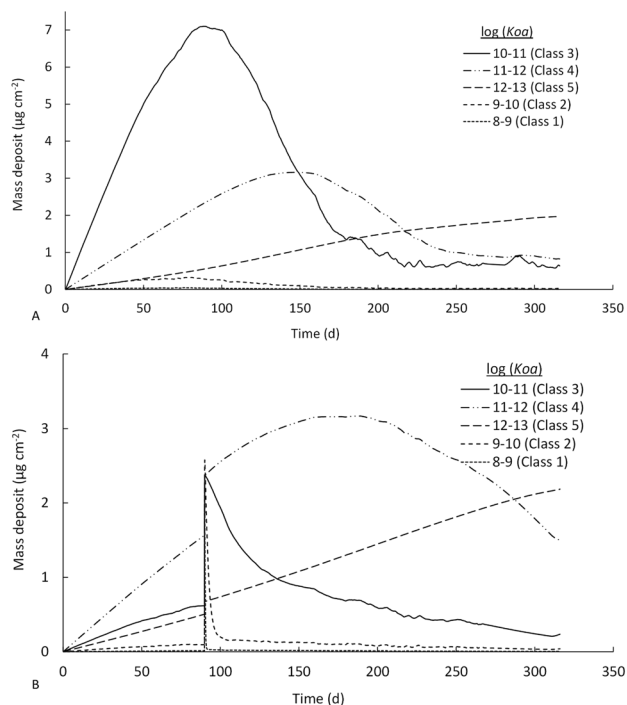 7
6
5
4
3
2
1
0
0 50 100 150 200 250 300 350
Mass deposit (µg cm⁻²)
Time (d)
A
log (Koa)
10-11 (Class 3)
11-12 (Class 4)
12-13 (Class 5)
9-10 (Class 2)
8-9 (Class 1)
4
3
2
1
0
0 50 100 150 200 250 300 350
Mass deposit (µg cm⁻²)
Time (d)
B
log (Koa)
10-11 (Class 3)
11-12 (Class 4)
12-13 (Class 5)
9-10 (Class 2)
8-9 (Class 1)